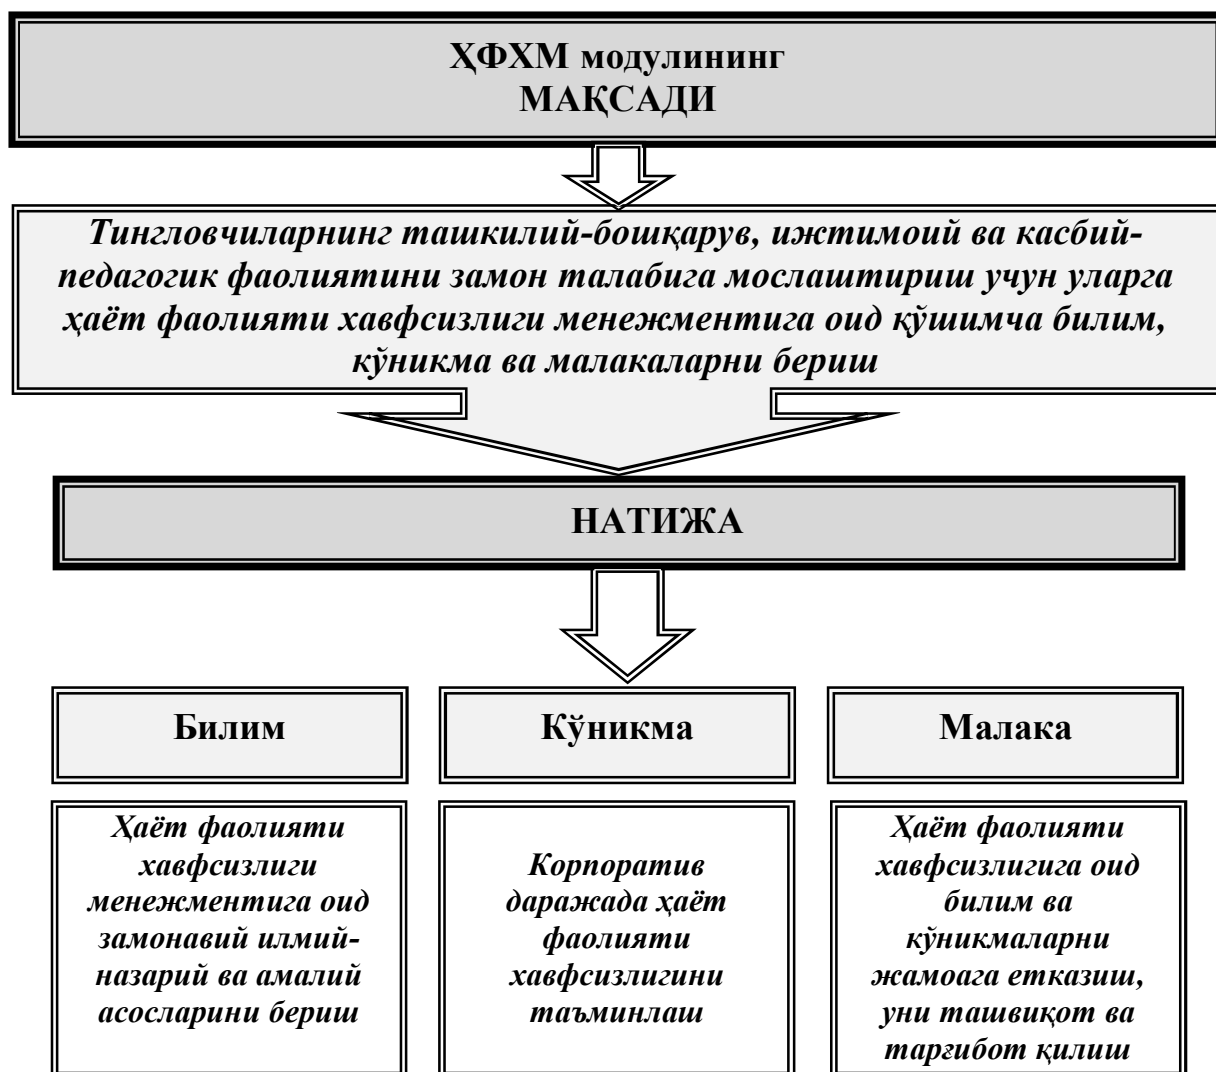 ҲФХМ модулининг
МАҚСАДИ
Тингловчиларнинг ташкилий-бошқарув, ижтимоий ва касбий-
педагогик фаолиятини замон талабига мослаштириш учун уларга
ҳаёт фаолияти хавфсизлиги менежментига оид қўшимча билим,
кўникма ва малакаларни бериш
НАТИЖА
Билим
Ҳаёт фаолияти
хавфсизлиги
менежментига оид
замонавий илмий-
назарий ва амалий
асосларини бериш
Кўникма
Корпоратив
даражада ҳаёт
фаолияти
хавфсизлигини
таъминлаш
Малака
Ҳаёт фаолияти
хавфсизлигига оид
билим ва
кўникмаларни
жамоага етказиш,
уни ташвиқот ва
тарғибот қилиш